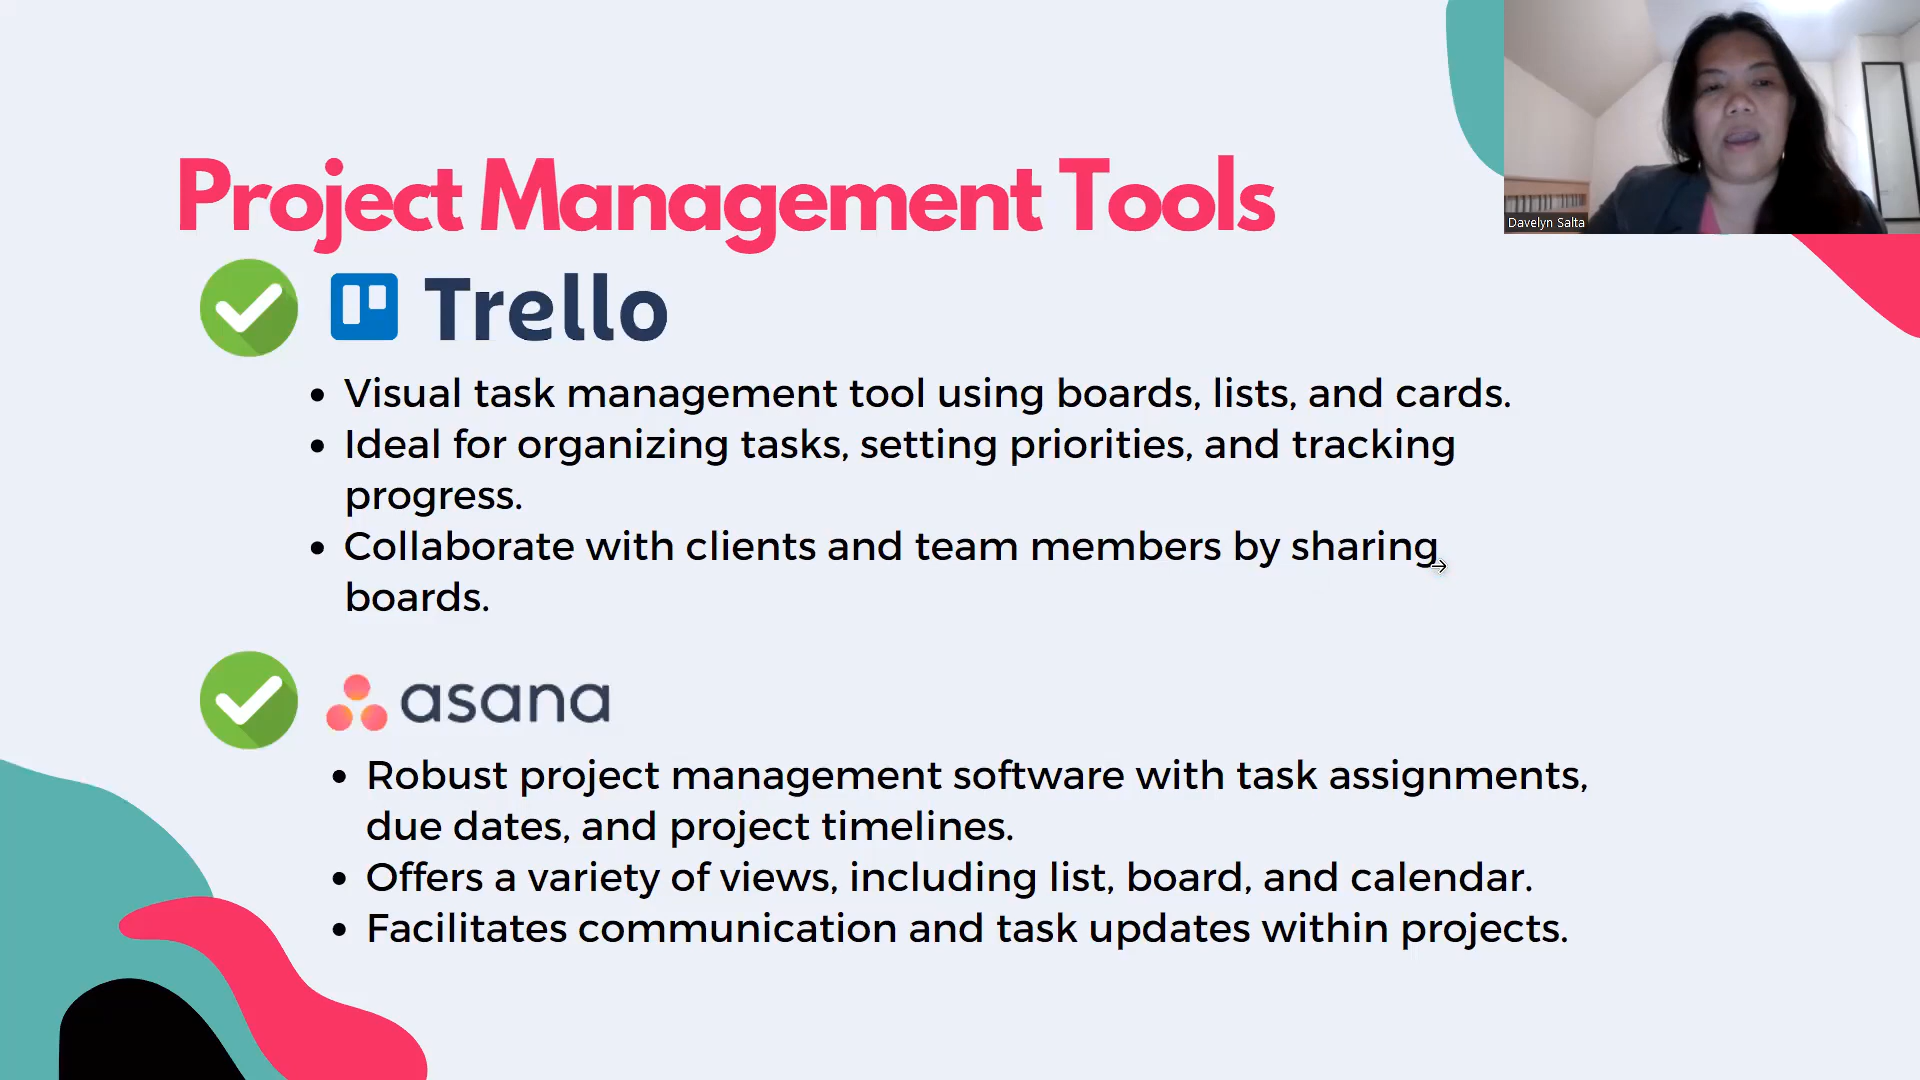 Davelyn Salta
Project Management Tools
Trello
• Visual task management tool using boards, lists, and cards.
• Ideal for organizing tasks, setting priorities, and tracking
progress.
• Collaborate with clients and team members by sharing
boards.
asana
• Robust project management software with task assignments,
due dates, and project timelines.
• Offers a variety of views, including list, board, and calendar.
• Facilitates communication and task updates within projects.